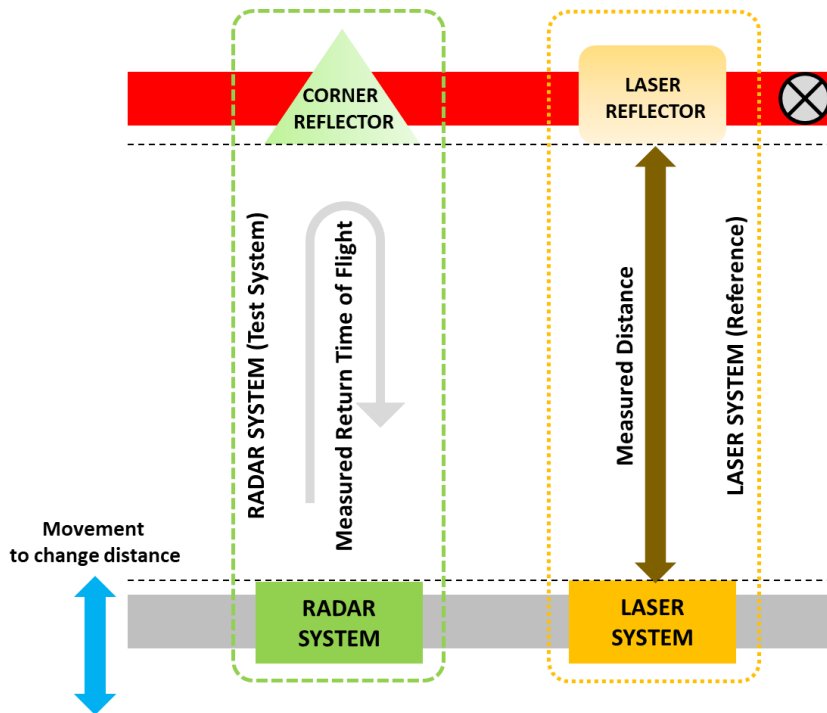 CORNER
REFLECTOR
LASER
REFLECTOR
RADAR SYSTEM (Test System)
Measured Return Time of Flight
Measured Distance
LASER SYSTEM (Reference)
Movement
to change distance
RADAR
SYSTEM
LASER
SYSTEM